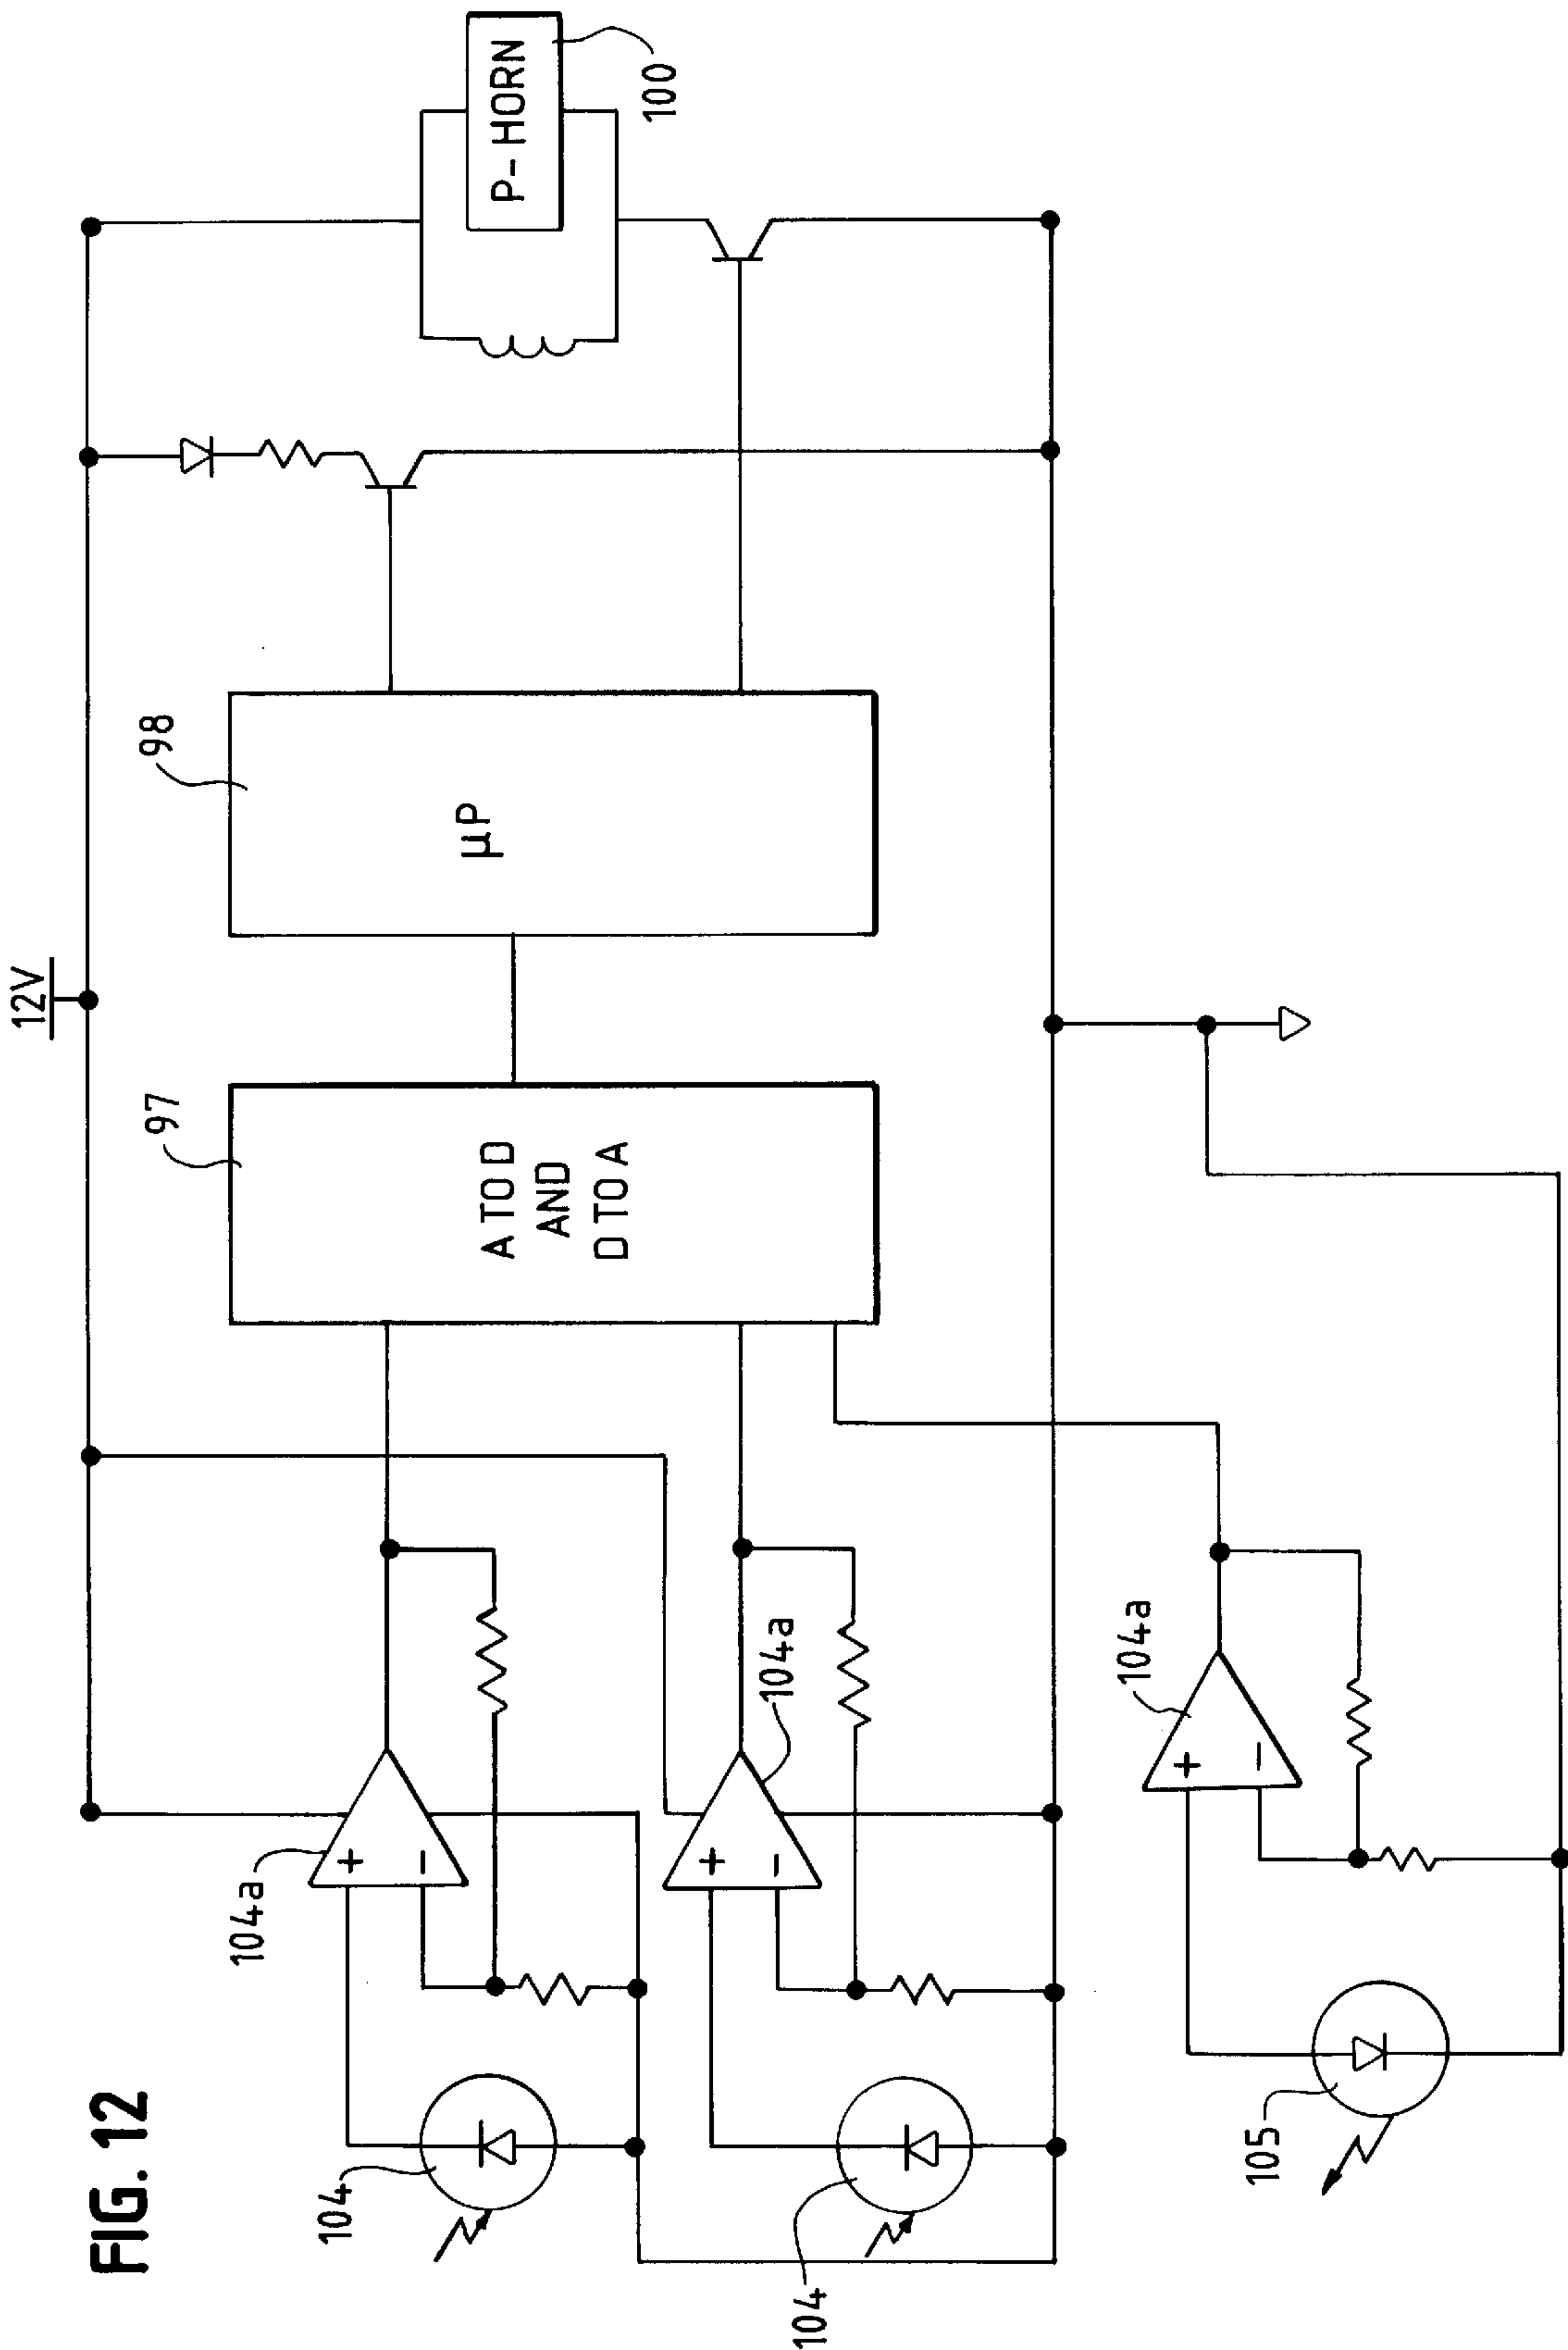 FIG. 12
12V
104
104a
97
A TO D
AND
D TO A
98
µP
P-HORN
100
+
−
104
104a
+
−
105
104a
+
−